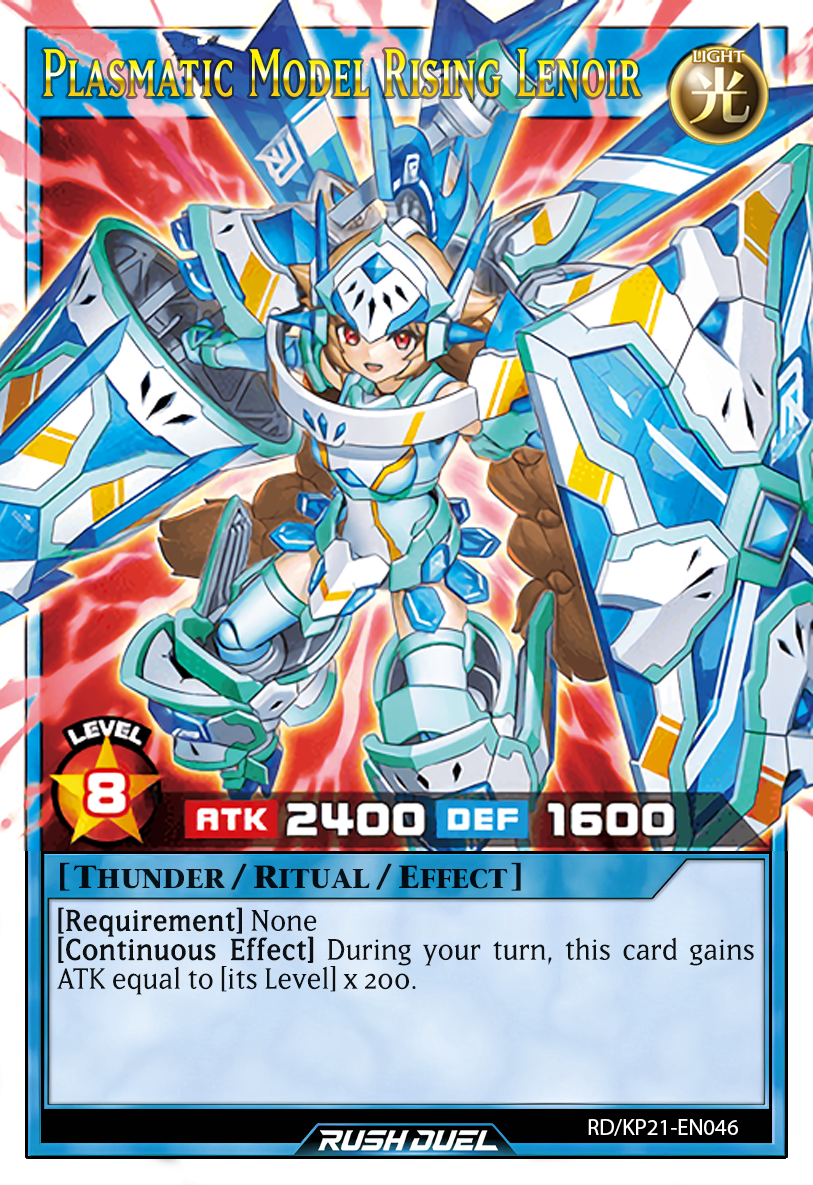 Plasmatic Model Rising Lenoir
LIGHT
光
LEVEL
8
ATK 2400 DEF 1600
[Thunder / Ritual / Effect]
[Requirement] None
[Continuous Effect] During your turn, this card gains
ATK equal to [its Level] x 200.
RUSH DUEL
RD/KP21-EN046